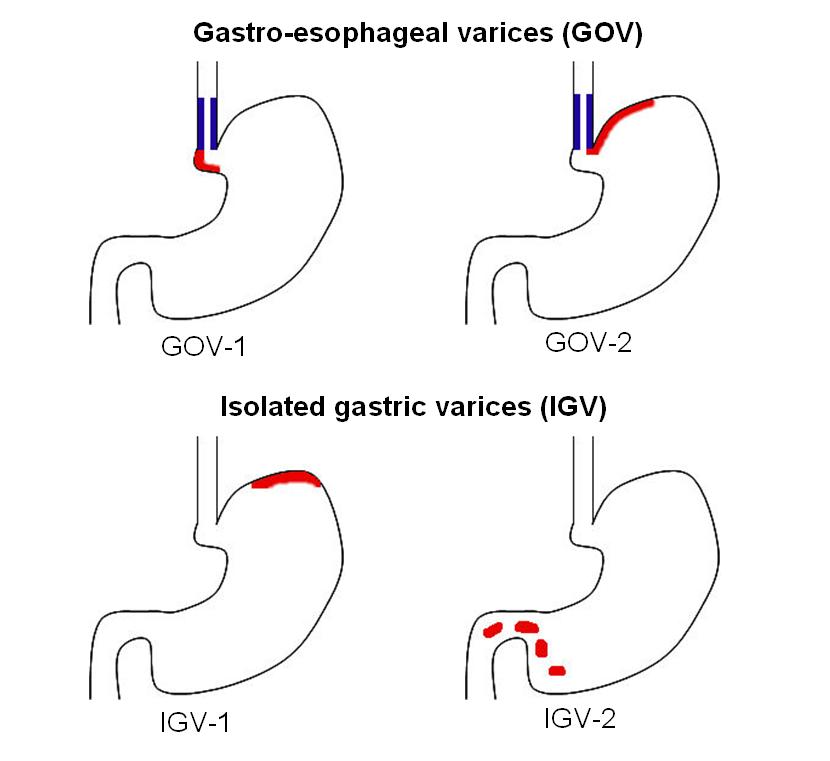 Gastro-esophageal varices (GOV)
GOV-1
GOV-2
Isolated gastric varices (IGV)
IGV-1
IGV-2